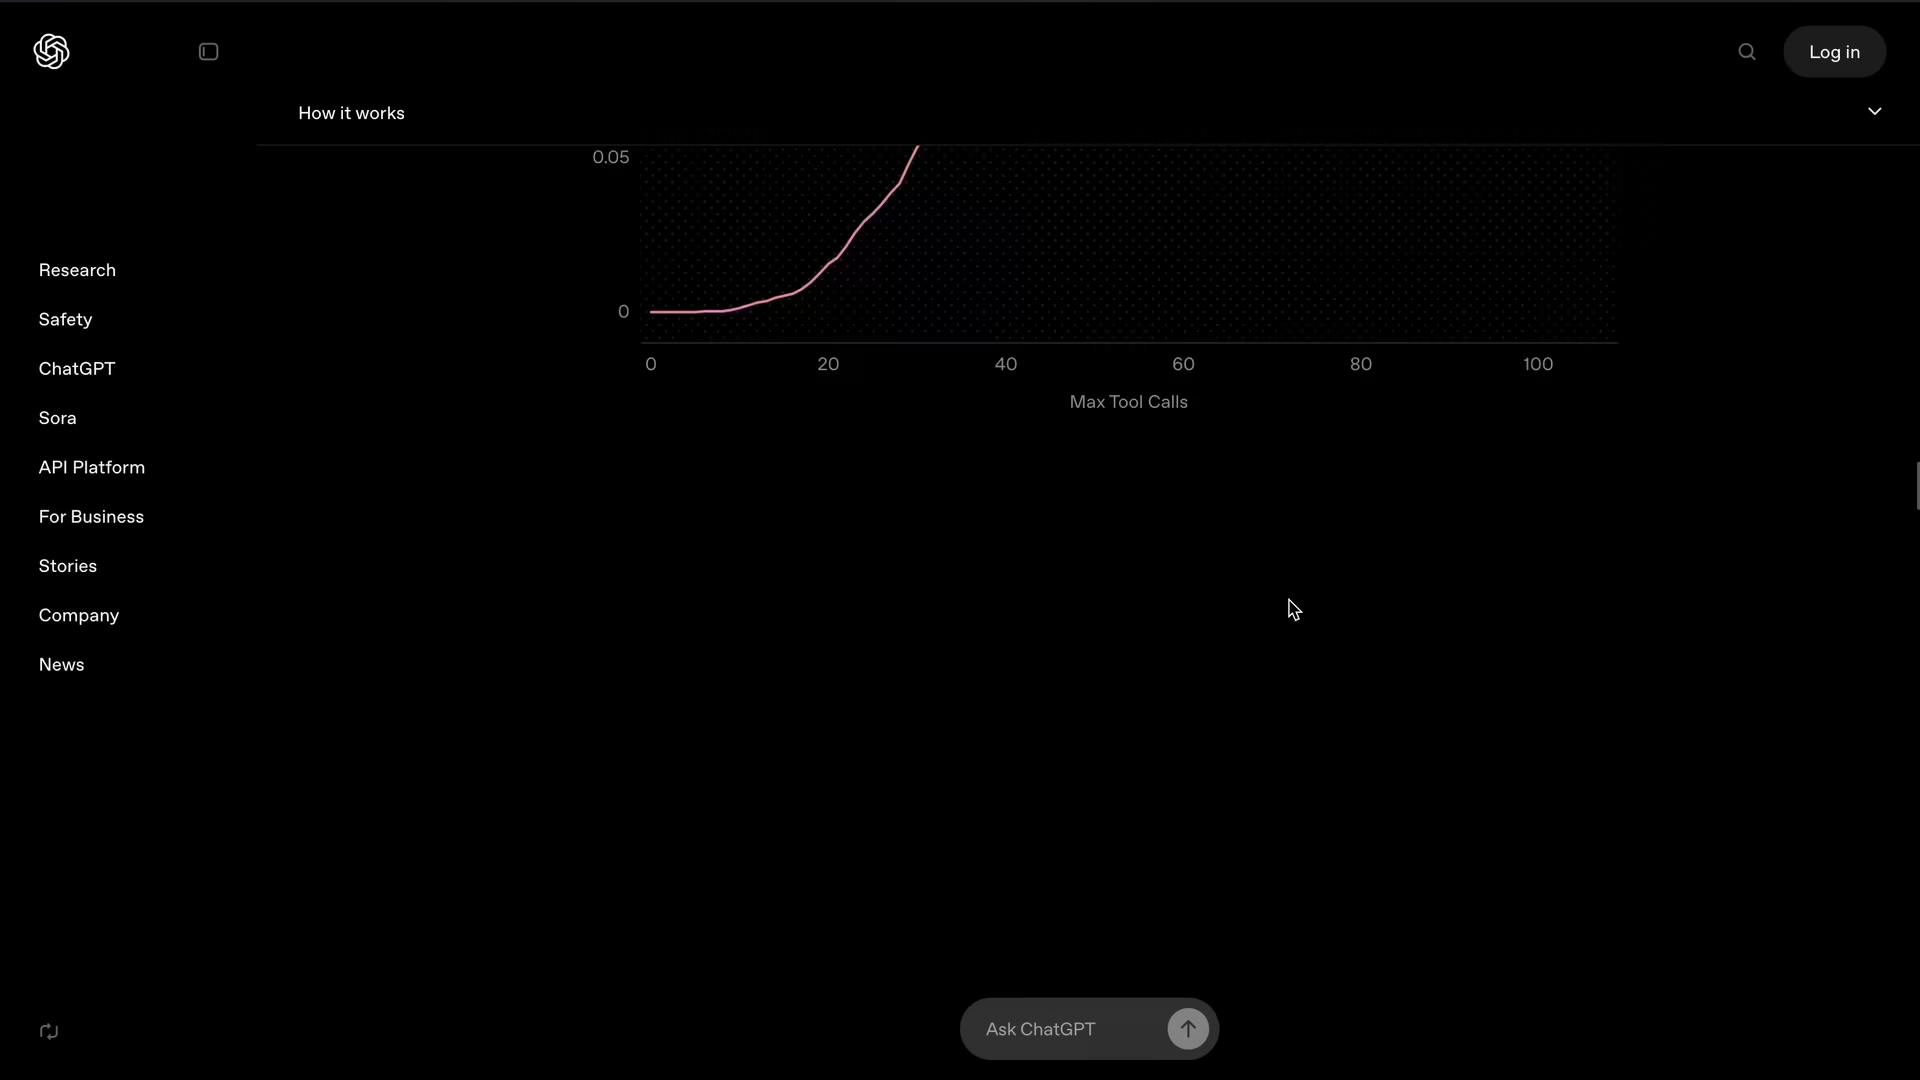 Log in
How it works
0.05
0
0 20 40 60 80 100
Max Tool Calls
Research
Safety
ChatGPT
Sora
API Platform
For Business
Stories
Company
News
Ask ChatGPT